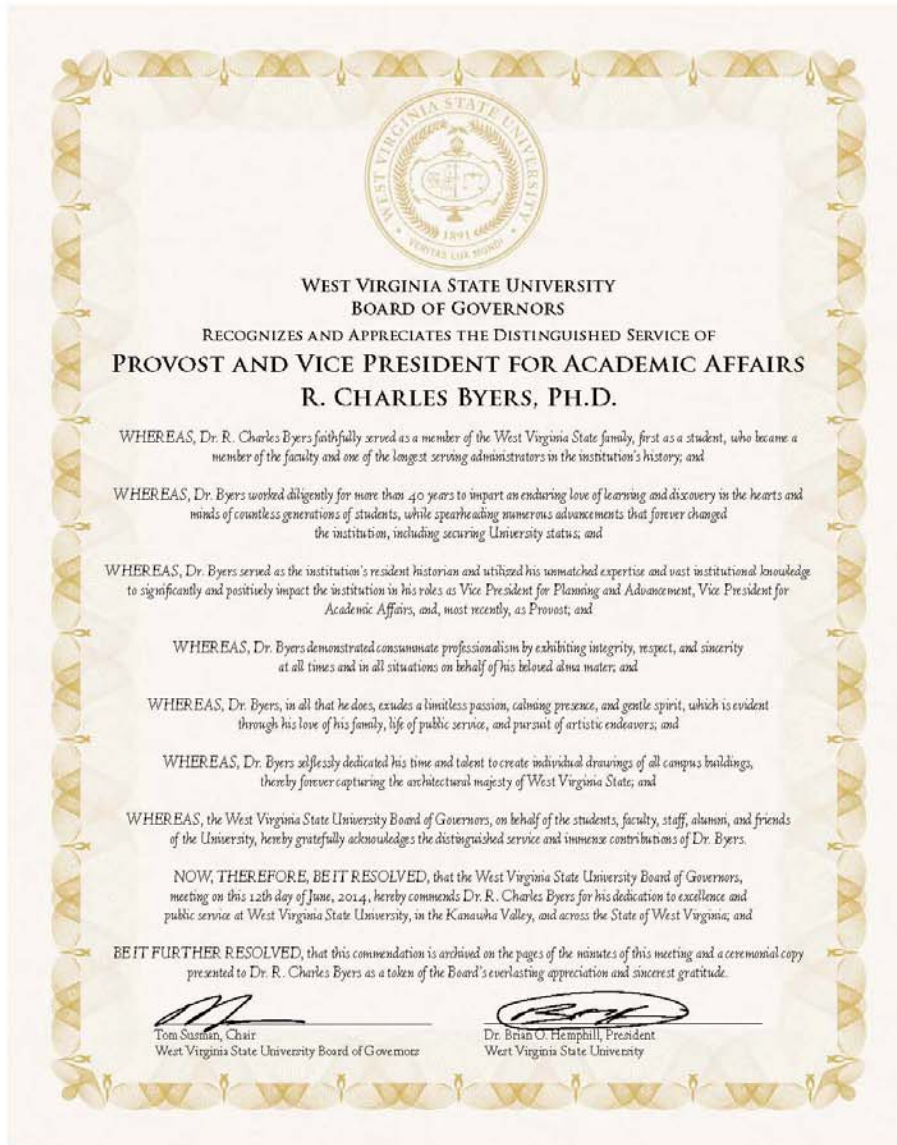 WEST VIRGINIA STATE UNIVERSITY
1891
VERITAS LUX MUNDI
WEST VIRGINIA STATE UNIVERSITY
BOARD OF GOVERNORS
RECOGNIZES AND APPRECIATES THE DISTINGUISHED SERVICE OF
PROVOST AND VICE PRESIDENT FOR ACADEMIC AFFAIRS
R. CHARLES BYERS, PH.D.
WHEREAS, Dr. R. Charles Byers faithfully served as a member of the West Virginia State family, first as a student, who became a
member of the faculty and one of the longest serving administrators in the institution's history; and
WHEREAS, Dr. Byers worked diligently for more than 40 years to impart an enduring love of learning and discovery in the hearts and
minds of countless generations of students, while spearheading numerous advancements that forever changed
the institution, including securing University status; and
WHEREAS, Dr. Byers served as the institution's resident historian and utilized his unmatched expertise and vast institutional knowledge
to significantly and positively impact the institution in his roles as Vice President for Planning and Advancement, Vice President for
Academic Affairs, and, most recently, as Provost; and
WHEREAS, Dr. Byers demonstrated consummate professionalism by exhibiting integrity, respect, and sincerity
at all times and in all situations on behalf of his beloved alma mater; and
WHEREAS, Dr. Byers, in all that he does, exudes a limitless passion, calming presence, and gentle spirit, which is evident
through his love of his family, life of public service, and pursuit of artistic endeavors; and
WHEREAS, Dr. Byers selflessly dedicated his time and talent to create individual drawings of all campus buildings,
thereby forever capturing the architectural majesty of West Virginia State; and
WHEREAS, the West Virginia State University Board of Governors, on behalf of the students, faculty, staff, alumni, and friends
of the University, hereby gratefully acknowledges the distinguished service and immense contributions of Dr. Byers.
NOW, THEREFORE, BE IT RESOLVED, that the West Virginia State University Board of Governors,
meeting on this 12th day of June, 2014, hereby commends Dr. R. Charles Byers for his dedication to excellence and
public service at West Virginia State University, in the Kanawha Valley, and across the State of West Virginia; and
BE IT FURTHER RESOLVED, that this commendation is archived on the pages of the minutes of this meeting and a ceremonial copy
presented to Dr. R. Charles Byers as a token of the Board's everlasting appreciation and sincerest gratitude.
Tom Susman, Chair
West Virginia State University Board of Governors
Dr. Brian O. Hemphill, President
West Virginia State University